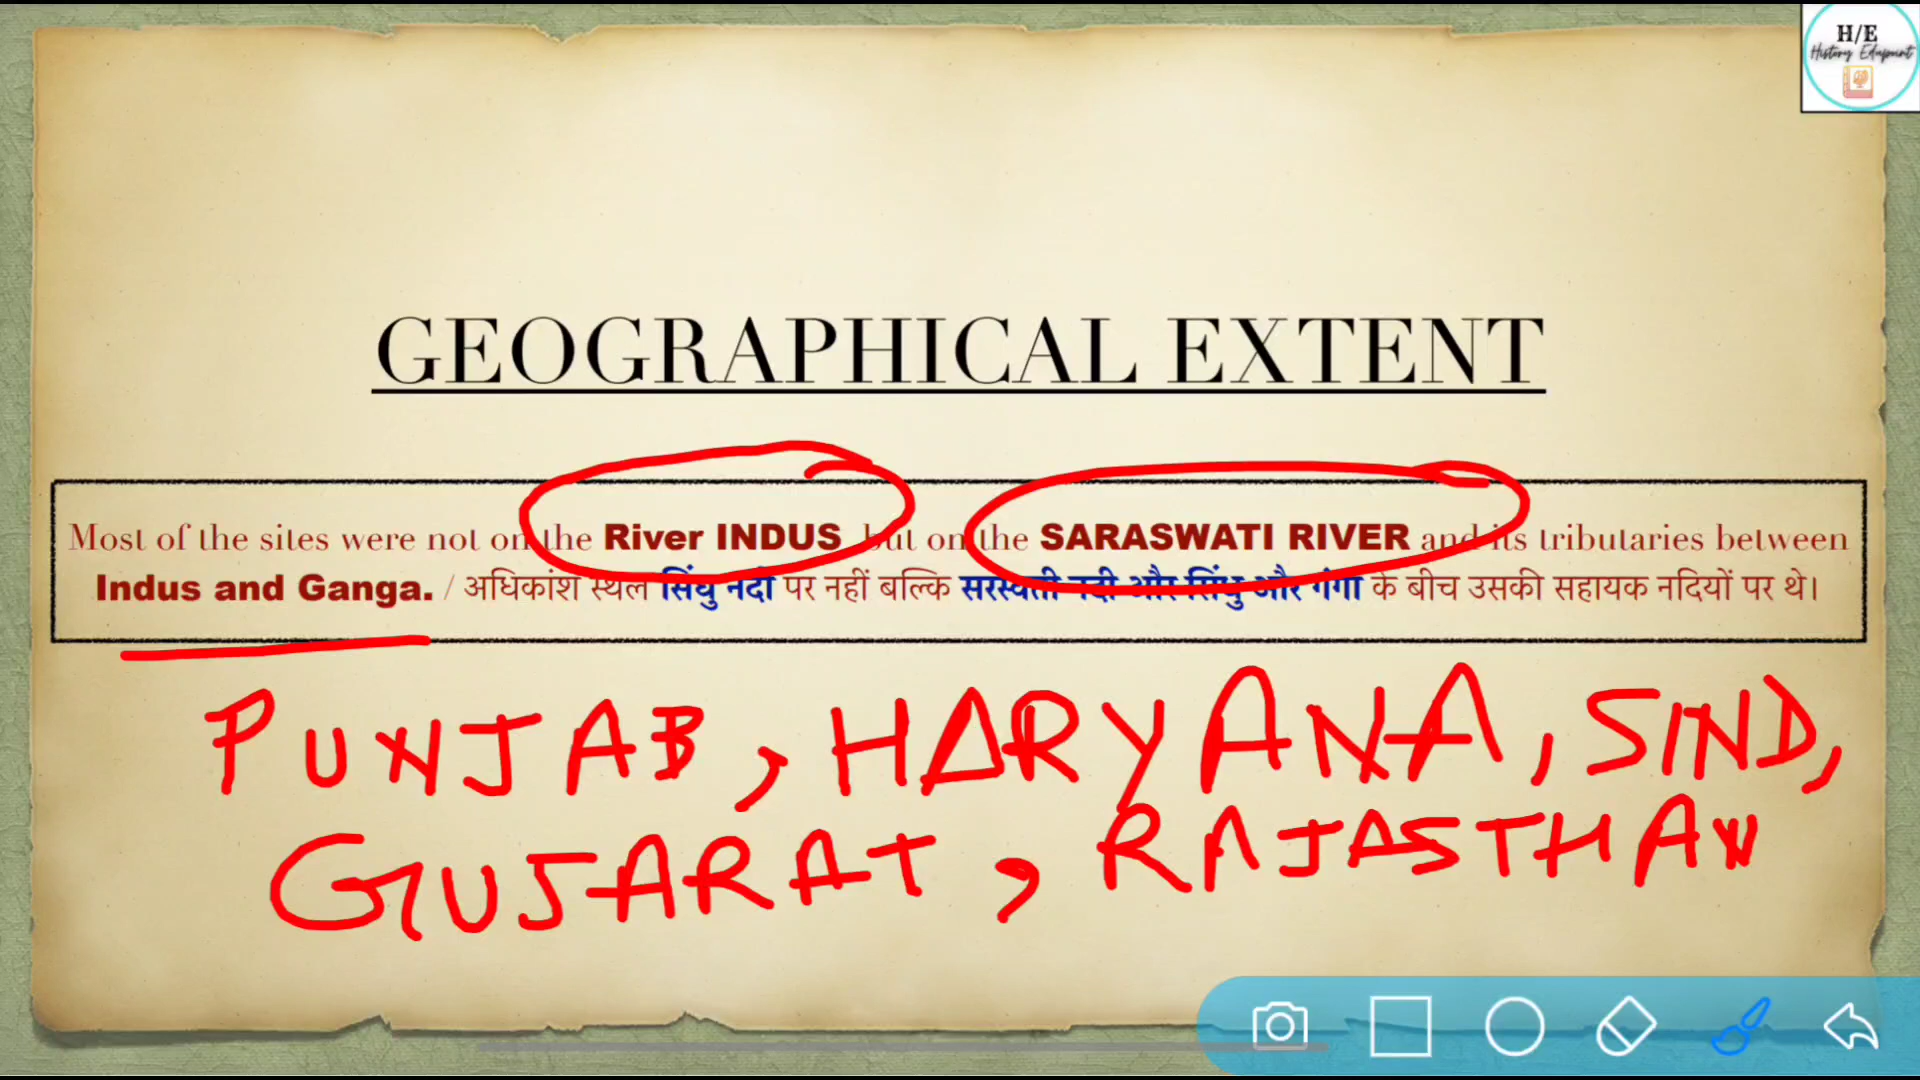 H/E
History Edupoint
GEOGRAPHICAL EXTENT
Most of the sites were not on the River INDUS but on the SARASWATI RIVER and its tributaries between
Indus and Ganga. / अधिकांश स्थल सिंधु नदी पर नहीं बल्कि सरस्वती नदी और सिंधु और गंगा के बीच उसकी सहायक नदियों पर थे।
PUNJAB, HARYANA, SIND,
GUJARAT, RAJASTHAN